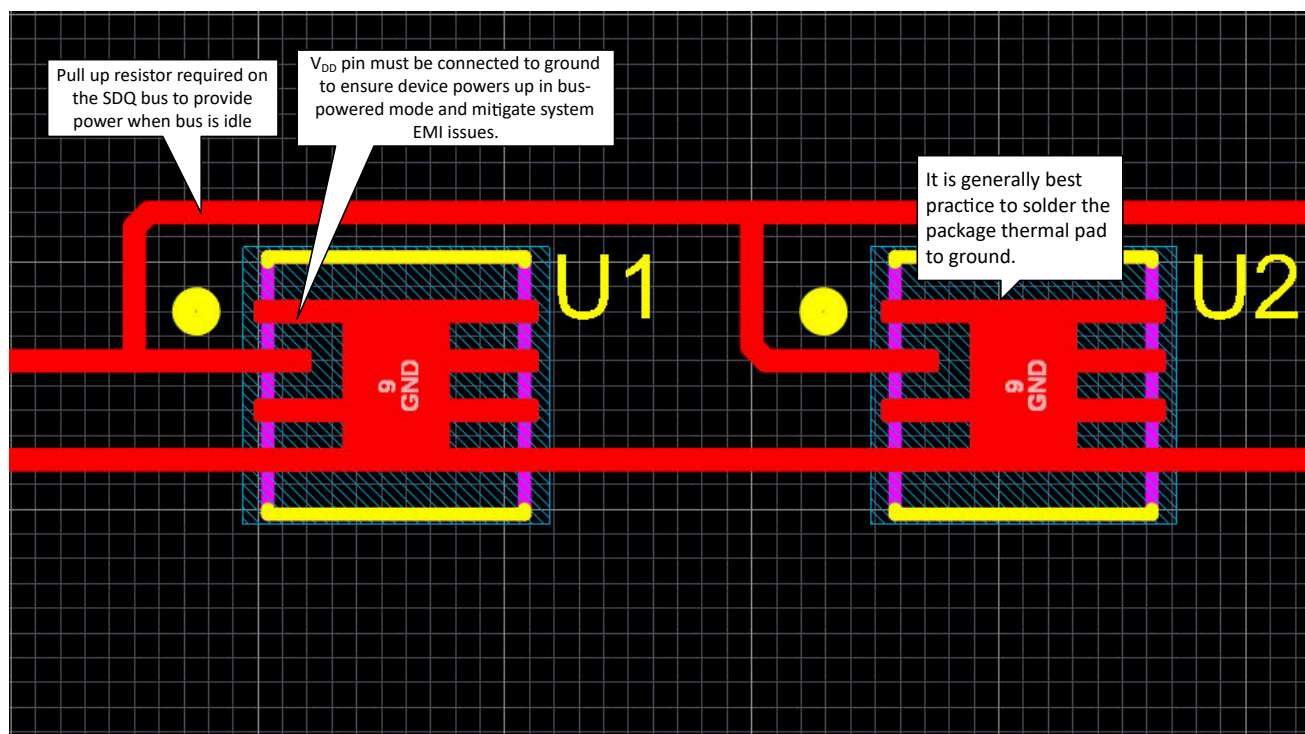 Pull up resistor required on
the SDQ bus to provide
power when bus is idle
VDD pin must be connected to ground
to ensure device powers up in bus-
powered mode and mitigate system
EMI issues.
It is generally best
practice to solder the
package thermal pad
to ground.
U1
U2
9
GND
9
GND